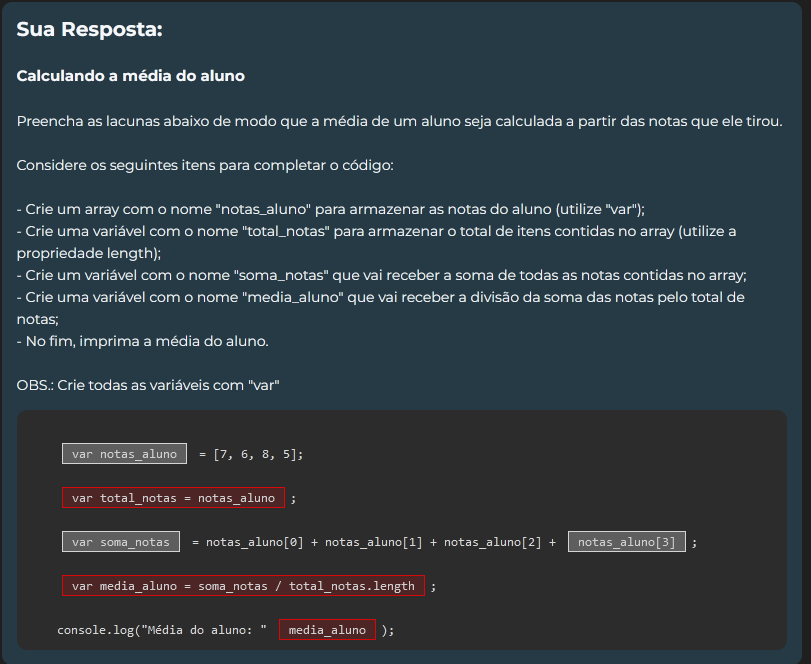 Sua Resposta:
Calculando a média do aluno
Preencha as lacunas abaixo de modo que a média de um aluno seja calculada a partir das notas que ele tirou.
Considere os seguintes itens para completar o código:
- Crie um array com o nome "notas_aluno" para armazenar as notas do aluno (utilize "var");
- Crie uma variável com o nome "total_notas" para armazenar o total de itens contidas no array (utilize a
propriedade length);
- Crie um variável com o nome "soma_notas" que vai receber a soma de todas as notas contidas no array;
- Crie uma variável com o nome "media_aluno" que vai receber a divisão da soma das notas pelo total de
notas;
- No fim, imprima a média do aluno.
OBS.: Crie todas as variáveis com "var"
var notas_aluno = [7, 6, 8, 5];
var total_notas = notas_aluno ;
var soma_notas = notas_aluno[0] + notas_aluno[1] + notas_aluno[2] + notas_aluno[3] ;
var media_aluno = soma_notas / total_notas.length ;
console.log("Média do aluno: " media_aluno );